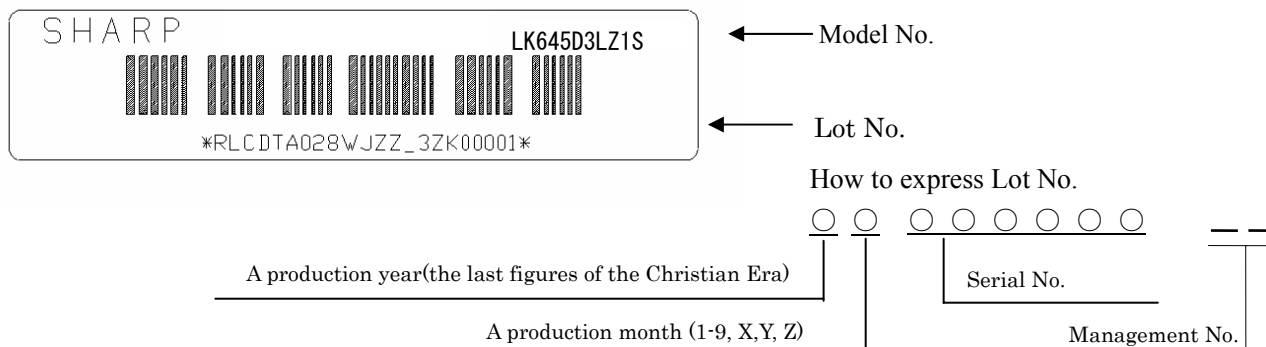 SHARP
LK645D3LZ1S
*RLCDTA028WJZZ_3ZK00001*
Model No.
Lot No.
How to express Lot No.
○ ○ ○○○○○○ ‒‒
A production year(the last figures of the Christian Era)
Serial No.
A production month (1-9, X,Y, Z)
Management No.